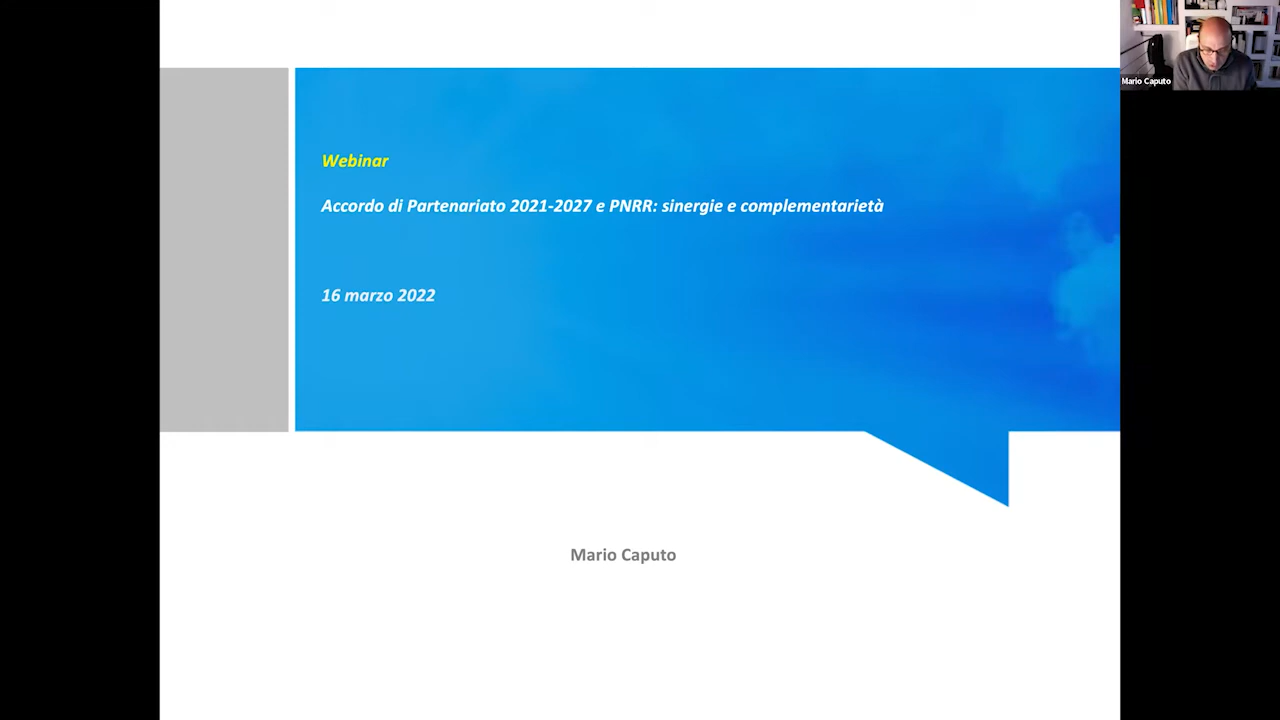 Webinar
Accordo di Partenariato 2021-2027 e PNRR: sinergie e complementarietà
16 marzo 2022
Mario Caputo
Mario Caputo